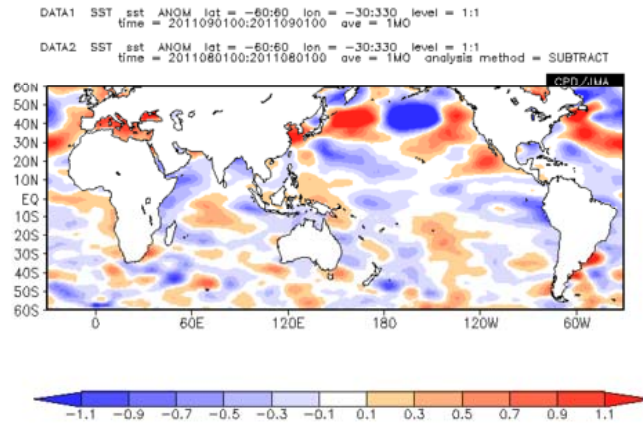 DATA1 SST sst ANOM lat = -60:60 lon = -30:330 level = 1:1
time = 2011090100:2011090100 ave = 1MO
DATA2 SST sst ANOM lat = -60:60 lon = -30:330 level = 1:1
time = 2011080100:2011080100 ave = 1MO analysis method = SUBTRACT
CPD/JMA
60N
50N
40N
30N
20N
10N
EQ
10S
20S
30S
40S
50S
60S
0 60E 120E 180 120W 60W
-1.1 -0.9 -0.7 -0.5 -0.3 -0.1 0.1 0.3 0.5 0.7 0.9 1.1